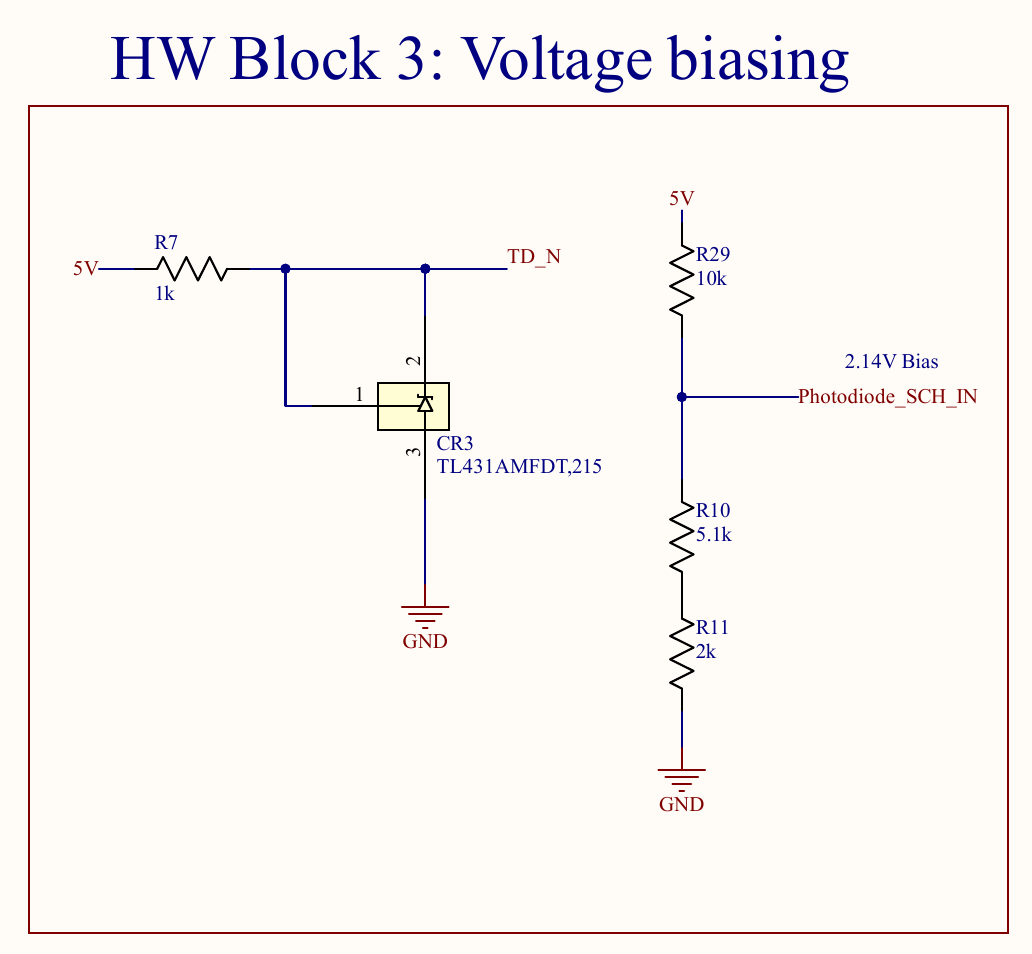 HW Block 3: Voltage biasing
5V
R7
1k
TD_N
2
1
3
CR3
TL431AMFDT,215
GND
5V
R29
10k
2.14V Bias
Photodiode_SCH_IN
R10
5.1k
R11
2k
GND